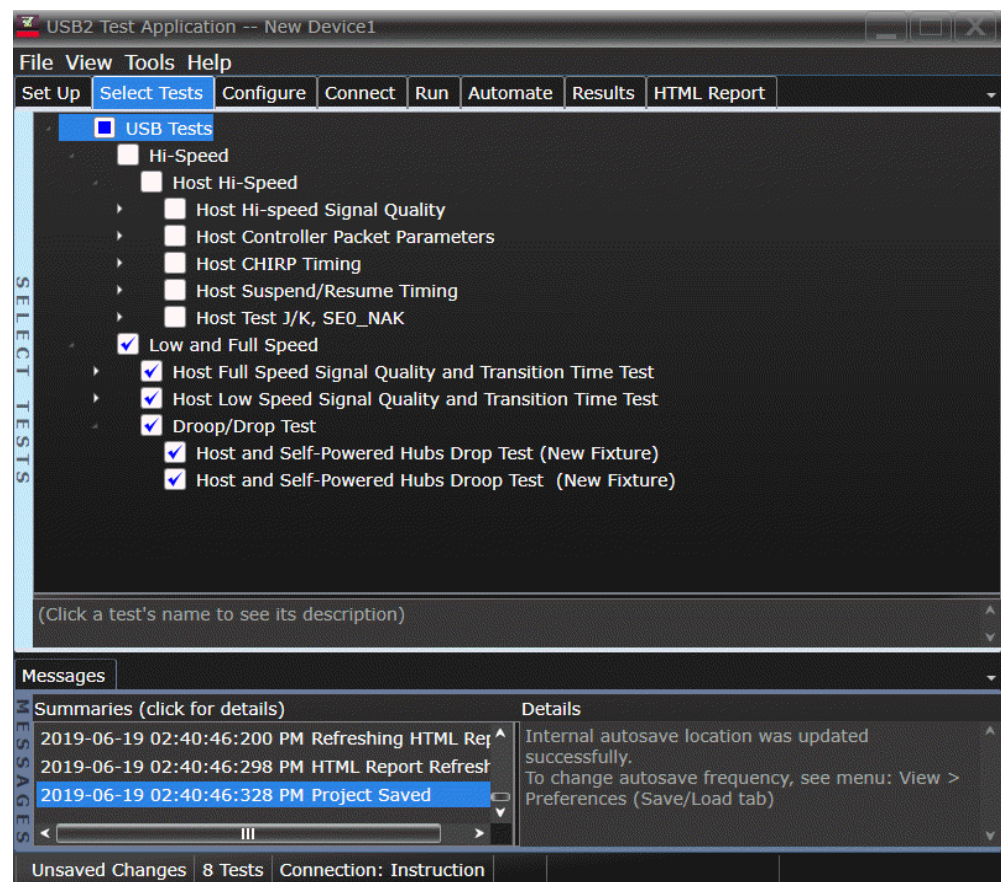 USB2 Test Application -- New Device1
File View Tools Help
Set Up Select Tests Configure Connect Run Automate Results HTML Report
USB Tests
Hi-Speed
Host Hi-Speed
Host Hi-speed Signal Quality
Host Controller Packet Parameters
Host CHIRP Timing
Host Suspend/Resume Timing
Host Test J/K, SE0_NAK
Low and Full Speed
Host Full Speed Signal Quality and Transition Time Test
Host Low Speed Signal Quality and Transition Time Test
Droop/Drop Test
Host and Self-Powered Hubs Drop Test (New Fixture)
Host and Self-Powered Hubs Droop Test (New Fixture)
SELECT TESTS
(Click a test's name to see its description)
Messages
MESSAGES
Summaries (click for details)
2019-06-19 02:40:46:200 PM Refreshing HTML Rep
2019-06-19 02:40:46:298 PM HTML Report Refresh
2019-06-19 02:40:46:328 PM Project Saved
Details
Internal autosave location was updated
successfully.
To change autosave frequency, see menu: View >
Preferences (Save/Load tab)
Unsaved Changes 8 Tests Connection: Instruction